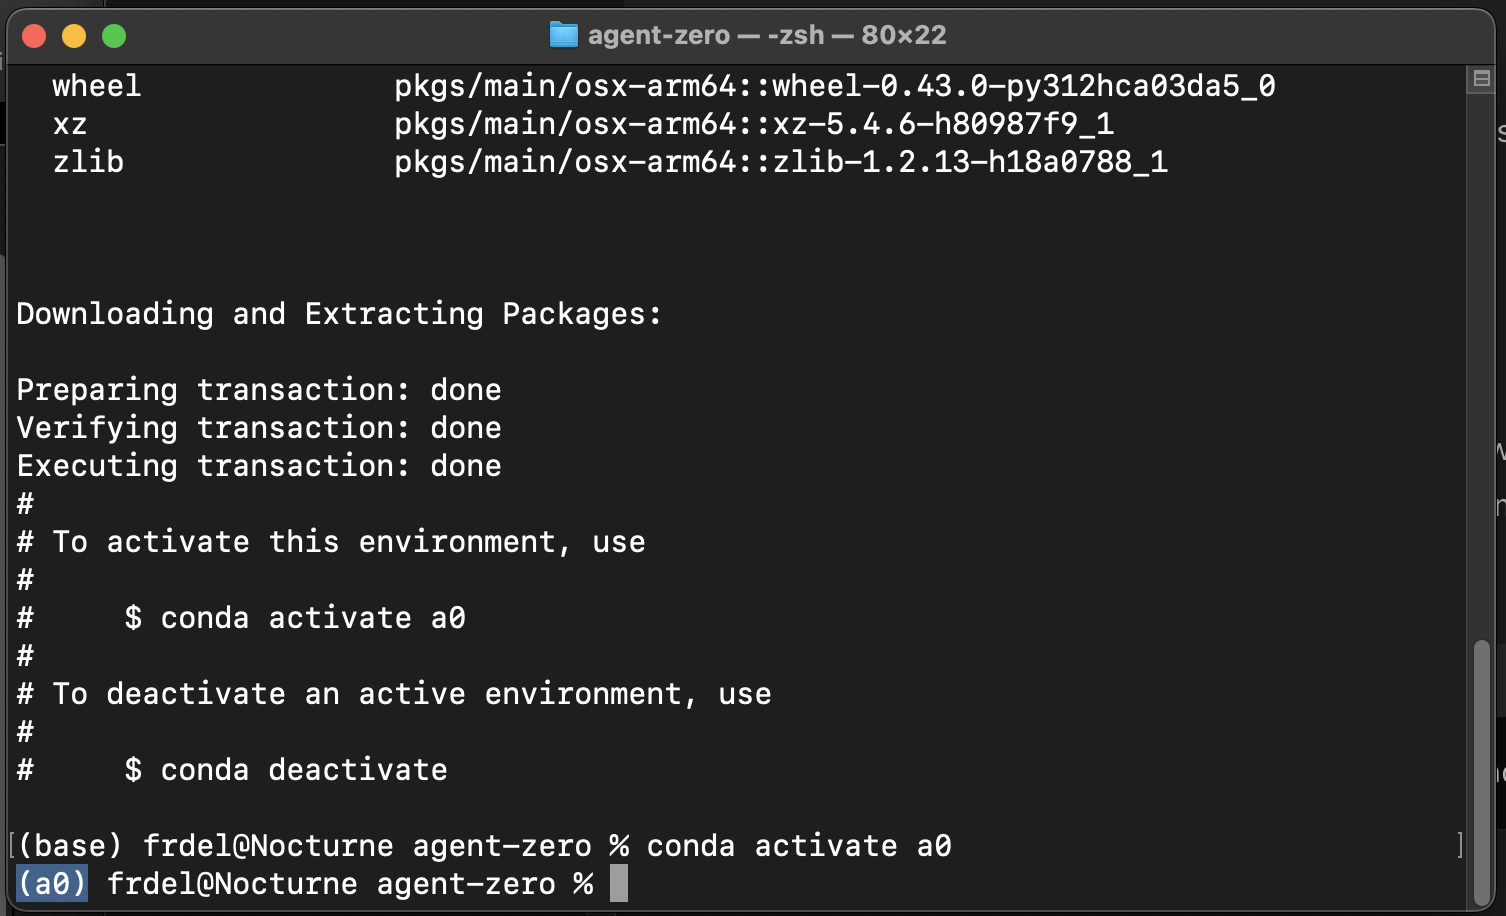 agent-zero — -zsh — 80×22
wheel pkgs/main/osx-arm64::wheel-0.43.0-py312hca03da5_0
xz pkgs/main/osx-arm64::xz-5.4.6-h80987f9_1
zlib pkgs/main/osx-arm64::zlib-1.2.13-h18a0788_1
Downloading and Extracting Packages:
Preparing transaction: done
Verifying transaction: done
Executing transaction: done
#
# To activate this environment, use
#
#     $ conda activate a0
#
# To deactivate an active environment, use
#
#     $ conda deactivate
[(base) frdel@Nocturne agent-zero % conda activate a0 ]
(a0) frdel@Nocturne agent-zero %